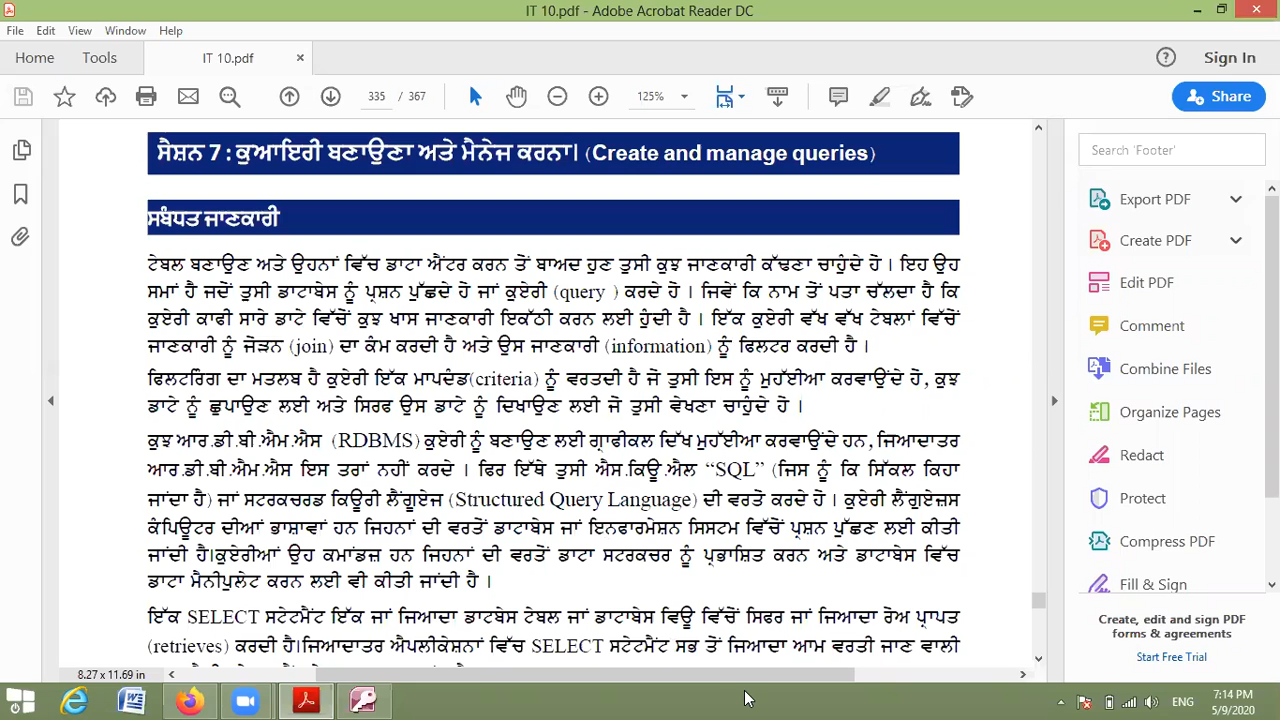 IT 10.pdf - Adobe Acrobat Reader DC
File Edit View Window Help
Home Tools IT 10.pdf × Sign In
335 / 367 125% Share
ਸੈਸ਼ਨ 7 : ਕੁਆਇਰੀ ਬਣਾਉਣਾ ਅਤੇ ਮੈਨੇਜ ਕਰਨਾ। (Create and manage queries)
ਸਬੰਧਤ ਜਾਣਕਾਰੀ
ਟੇਬਲ ਬਣਾਉਣ ਅਤੇ ਉਹਨਾਂ ਵਿੱਚ ਡਾਟਾ ਐਂਟਰ ਕਰਨ ਤੋਂ ਬਾਅਦ ਹੁਣ ਤੁਸੀ ਕੁਝ ਜਾਣਕਾਰੀ ਕੱਢਣਾ ਚਾਹੁੰਦੇ ਹੋ । ਇਹ ਉਹ
ਸਮਾਂ ਹੈ ਜਦੋਂ ਤੁਸੀ ਡਾਟਾਬੇਸ ਨੂੰ ਪ੍ਰਸ਼ਨ ਪੁੱਛਦੇ ਹੋ ਜਾਂ ਕੁਏਰੀ (query ) ਕਰਦੇ ਹੋ । ਜਿਵੇਂ ਕਿ ਨਾਮ ਤੋਂ ਪਤਾ ਚੱਲਦਾ ਹੈ ਕਿ
ਕੁਏਰੀ ਕਾਫੀ ਸਾਰੇ ਡਾਟੇ ਵਿੱਚੋਂ ਕੁਝ ਖਾਸ ਜਾਣਕਾਰੀ ਇਕੱਠੀ ਕਰਨ ਲਈ ਹੁੰਦੀ ਹੈ । ਇੱਕ ਕੁਏਰੀ ਵੱਖ ਵੱਖ ਟੇਬਲਾਂ ਵਿੱਚੋਂ
ਜਾਣਕਾਰੀ ਨੂੰ ਜੋੜਨ (join) ਦਾ ਕੰਮ ਕਰਦੀ ਹੈ ਅਤੇ ਉਸ ਜਾਣਕਾਰੀ (information) ਨੂੰ ਫਿਲਟਰ ਕਰਦੀ ਹੈ ।
ਫਿਲਟਰਿੰਗ ਦਾ ਮਤਲਬ ਹੈ ਕੁਏਰੀ ਇੱਕ ਮਾਪਦੰਡ(criteria) ਨੂੰ ਵਰਤਦੀ ਹੈ ਜੋ ਤੁਸੀ ਇਸ ਨੂੰ ਮੁਹੱਈਆ ਕਰਵਾਉਂਦੇ ਹੋ, ਕੁਝ
ਡਾਟੇ ਨੂੰ ਛੁਪਾਉਣ ਲਈ ਅਤੇ ਸਿਰਫ ਉਸ ਡਾਟੇ ਨੂੰ ਦਿਖਾਉਣ ਲਈ ਜੋ ਤੁਸੀ ਵੇਖਣਾ ਚਾਹੁੰਦੇ ਹੋ ।
ਕੁਝ ਆਰ.ਡੀ.ਬੀ.ਐਮ.ਐਸ (RDBMS) ਕੁਏਰੀ ਨੂੰ ਬਣਾਉਣ ਲਈ ਗ੍ਰਾਫੀਕਲ ਦਿੱਖ ਮੁਹੱਈਆ ਕਰਵਾਉਂਦੇ ਹਨ, ਜਿਆਦਾਤਰ
ਆਰ.ਡੀ.ਬੀ.ਐਮ.ਐਸ ਇਸ ਤਰਾਂ ਨਹੀਂ ਕਰਦੇ । ਫਿਰ ਇੱਥੇ ਤੁਸੀ ਐਸ.ਕਿਊ.ਐਲ “SQL” (ਜਿਸ ਨੂੰ ਕਿ ਸਿੱਕਲ ਕਿਹਾ
ਜਾਂਦਾ ਹੈ) ਜਾਂ ਸਟਰਕਚਰਡ ਕਿਊਰੀ ਲੈਂਗੂਏਜ (Structured Query Language) ਦੀ ਵਰਤੋ ਕਰਦੇ ਹੋ । ਕੁਏਰੀ ਲੈਂਗੂਏਜ਼ਸ
ਕੰਪਿਊਟਰ ਦੀਆਂ ਭਾਸ਼ਾਵਾਂ ਹਨ ਜਿਹਨਾਂ ਦੀ ਵਰਤੋਂ ਡਾਟਾਬੇਸ ਜਾਂ ਇਨਫਾਰਮੇਸ਼ਨ ਸਿਸਟਮ ਵਿੱਚੋਂ ਪ੍ਰਸ਼ਨ ਪੁੱਛਣ ਲਈ ਕੀਤੀ
ਜਾਂਦੀ ਹੈ।ਕੁਏਰੀਆਂ ਉਹ ਕਮਾਂਡਜ਼ ਹਨ ਜਿਹਨਾਂ ਦੀ ਵਰਤੋਂ ਡਾਟਾ ਸਟਰਕਚਰ ਨੂੰ ਪ੍ਰਭਾਸ਼ਿਤ ਕਰਨ ਅਤੇ ਡਾਟਾਬੇਸ ਵਿੱਚ
ਡਾਟਾ ਮੈਨੀਪੁਲੇਟ ਕਰਨ ਲਈ ਵੀ ਕੀਤੀ ਜਾਂਦੀ ਹੈ ।
ਇੱਕ SELECT ਸਟੇਟਮੈਂਟ ਇੱਕ ਜਾਂ ਜਿਆਦਾ ਡਾਟਬੇਸ ਟੇਬਲ ਜਾਂ ਡਾਟਾਬੇਸ ਵਿਊ ਵਿੱਚੋਂ ਸਿਫਰ ਜਾਂ ਜਿਆਦਾ ਰੋਅ ਪ੍ਰਾਪਤ
(retrieves) ਕਰਦੀ ਹੈ।ਜਿਆਦਾਤਰ ਐਪਲੀਕੇਸ਼ਨਾਂ ਵਿੱਚ SELECT ਸਟੇਟਮੈਂਟ ਸਭ ਤੋਂ ਜਿਆਦਾ ਆਮ ਵਰਤੀ ਜਾਣ ਵਾਲੀ
8.27 x 11.69 in
Search 'Footer'
Export PDF
Create PDF
Edit PDF
Comment
Combine Files
Organize Pages
Redact
Protect
Compress PDF
Fill & Sign
Create, edit and sign PDF
forms & agreements
Start Free Trial
ENG
7:14 PM
5/9/2020